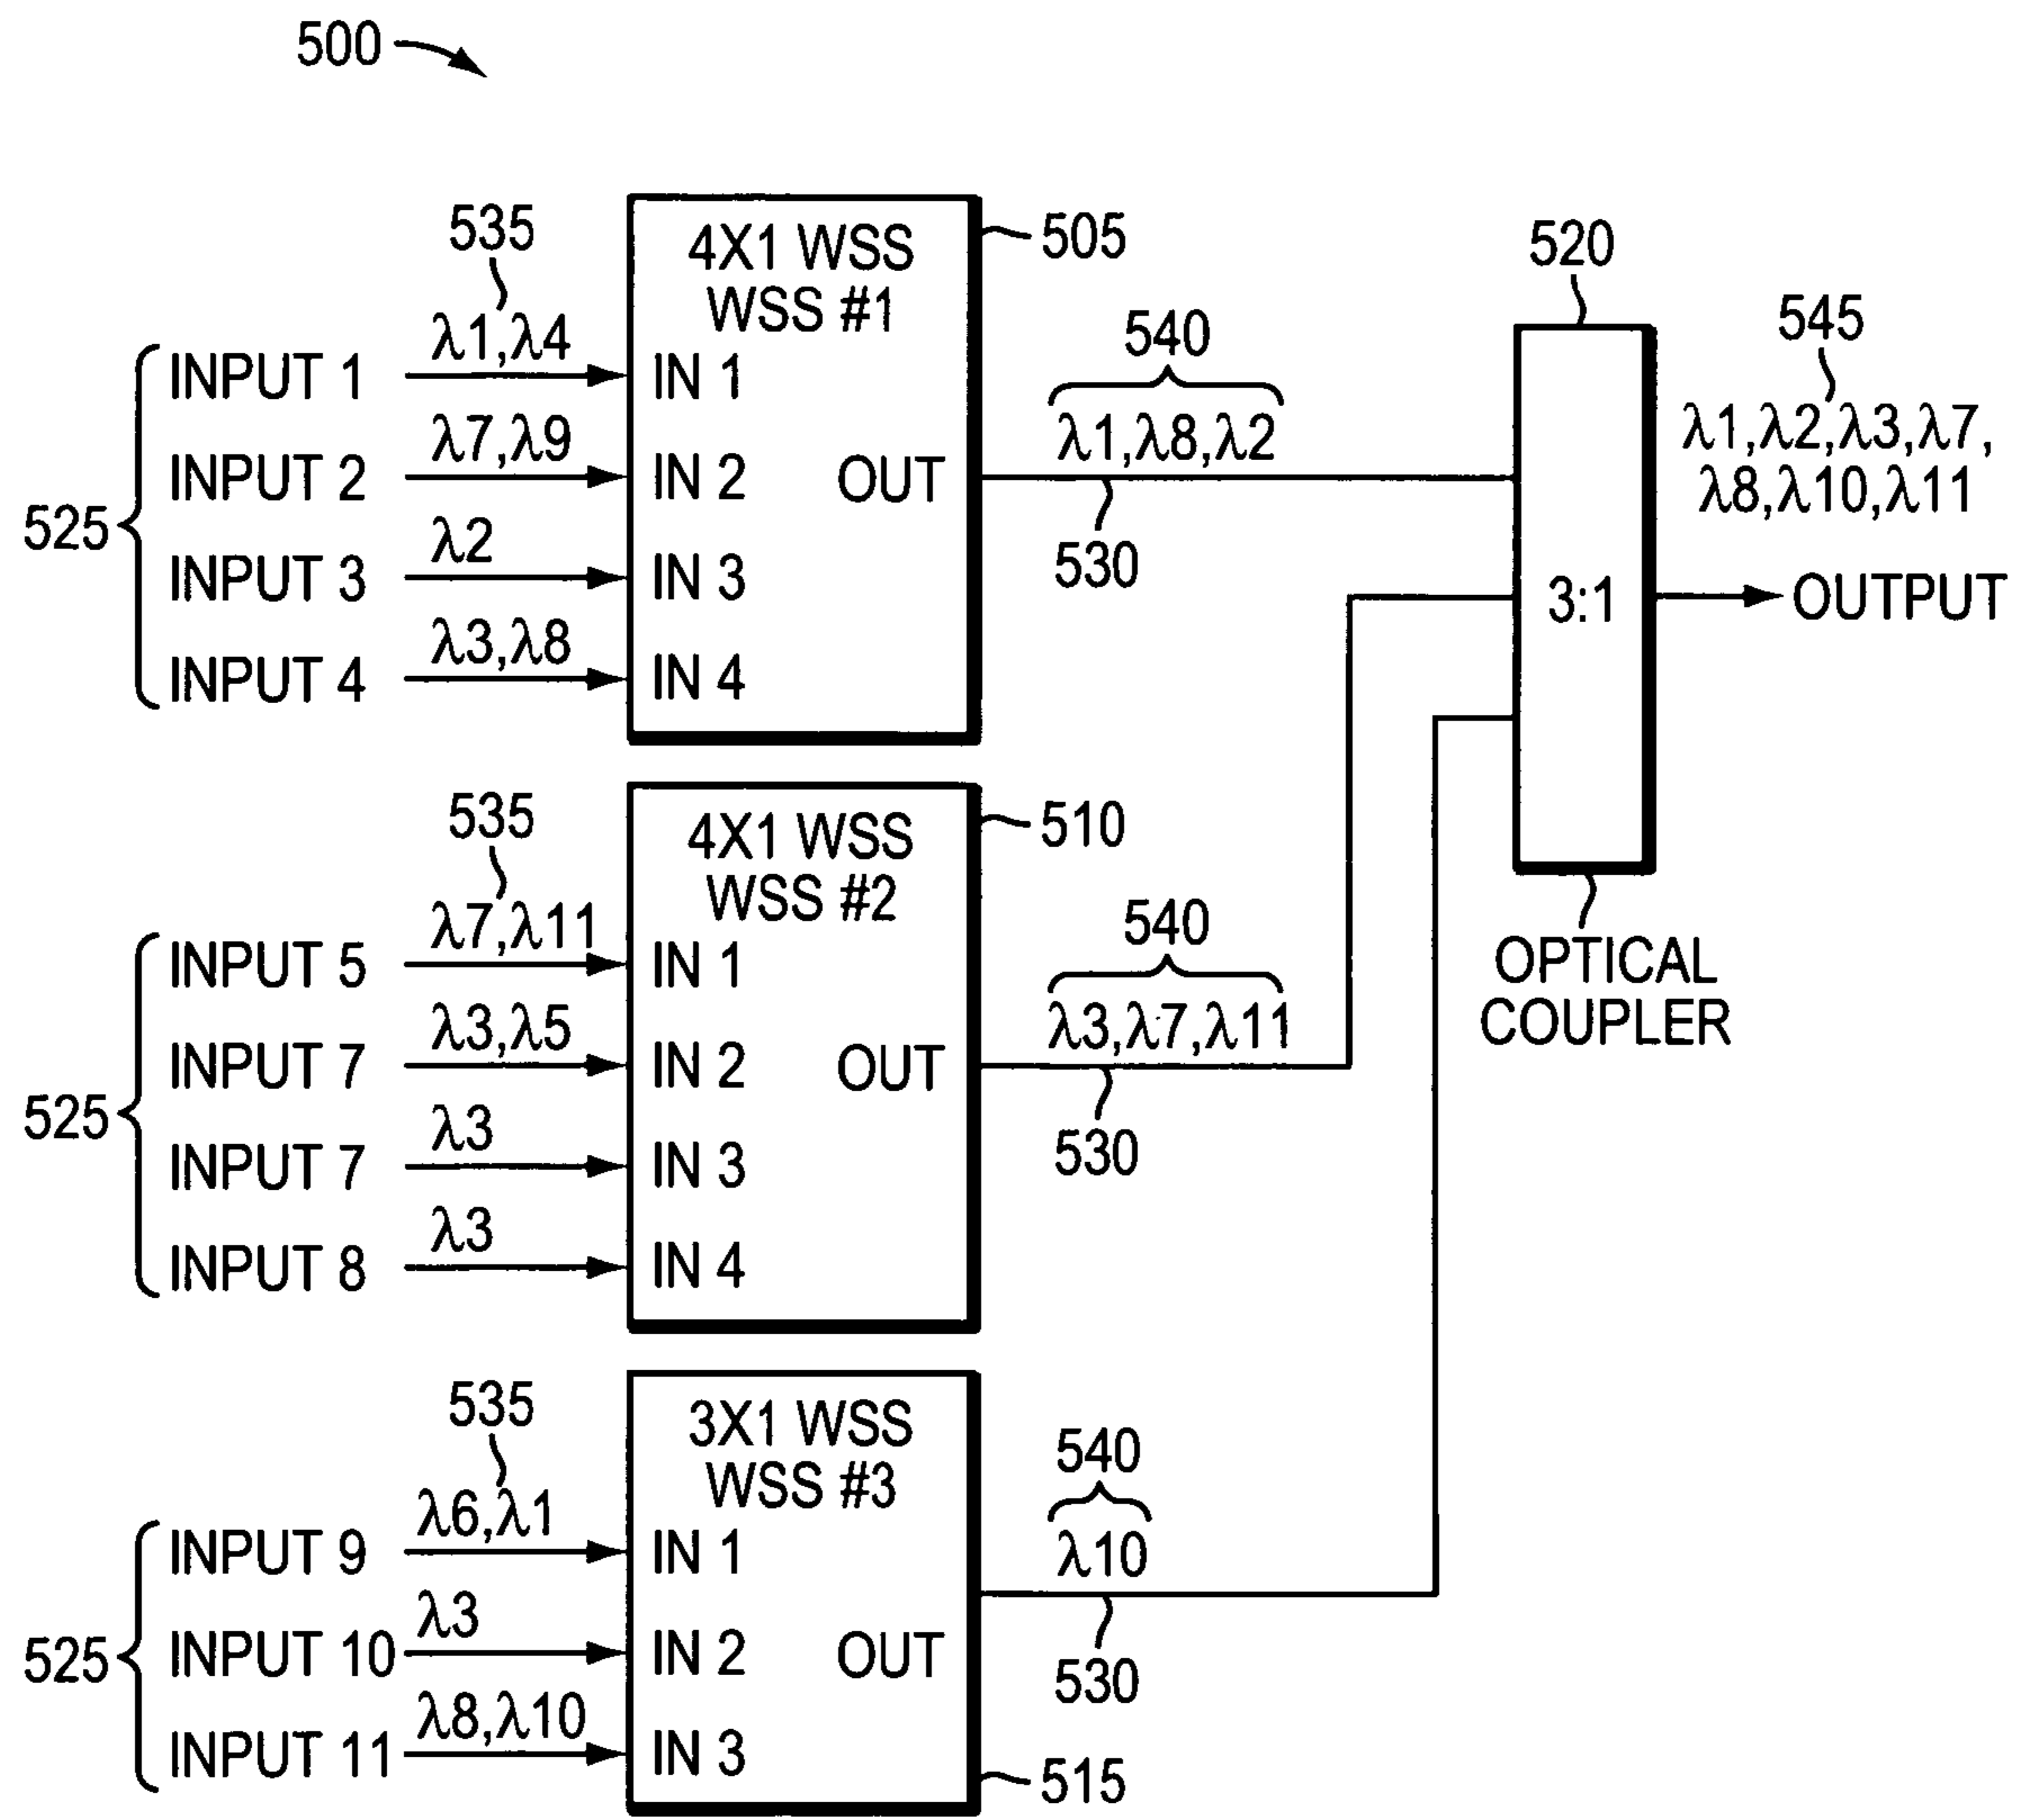 500
535
4X1 WSS
WSS #1
505
520
545
540
525
INPUT 1
λ1,λ4
IN 1
INPUT 2
λ7,λ9
IN 2
OUT
λ1,λ8,λ2
530
INPUT 3
λ2
IN 3
INPUT 4
λ3,λ8
IN 4
λ1,λ2,λ3,λ7,
λ8,λ10,λ11
3:1
OUTPUT
OPTICAL
COUPLER
535
4X1 WSS
WSS #2
510
540
525
INPUT 5
λ7,λ11
IN 1
INPUT 7
λ3,λ5
IN 2
OUT
λ3,λ7,λ11
530
INPUT 7
λ3
IN 3
INPUT 8
λ3
IN 4
535
3X1 WSS
WSS #3
540
525
INPUT 9
λ6,λ1
IN 1
λ10
530
INPUT 10
λ3
IN 2
OUT
INPUT 11
λ8,λ10
IN 3
515